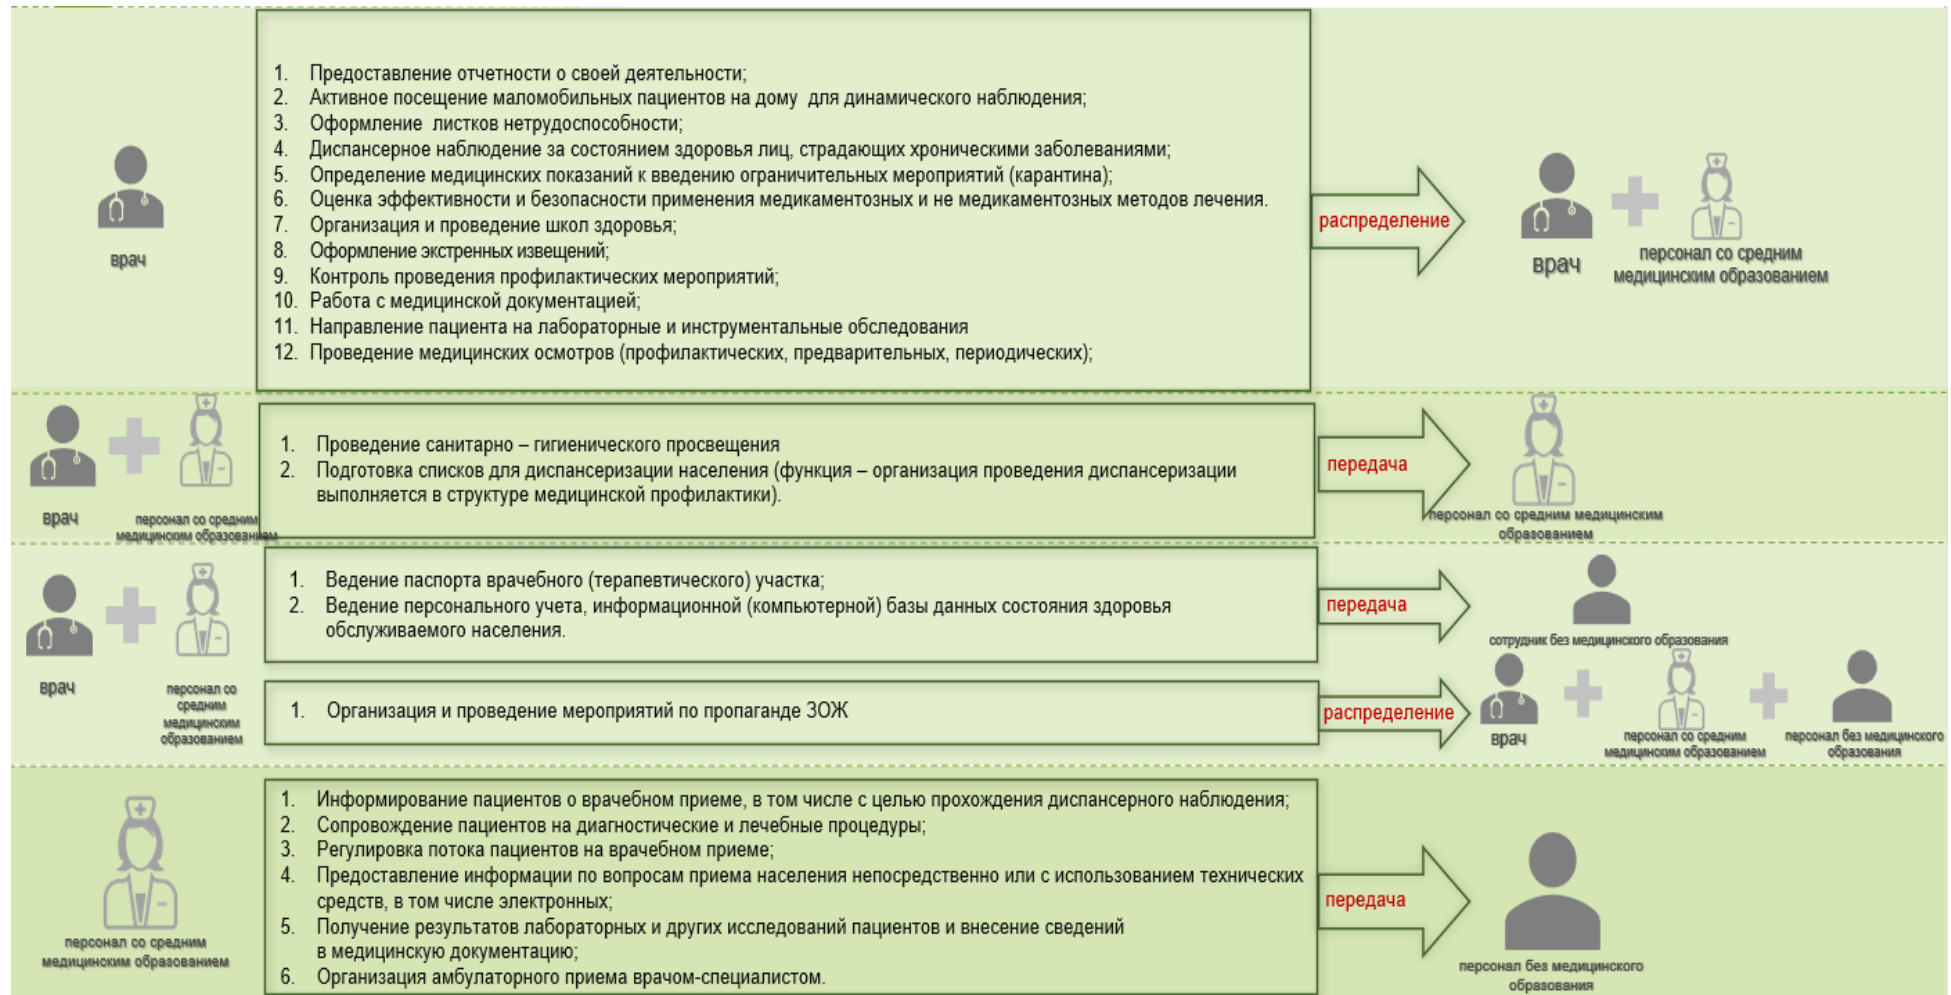 1. Предоставление отчетности о своей деятельности;
2. Активное посещение маломобильных пациентов на дому для динамического наблюдения;
3. Оформление листков нетрудоспособности;
4. Диспансерное наблюдение за состоянием здоровья лиц, страдающих хроническими заболеваниями;
5. Определение медицинских показаний к введению ограничительных мероприятий (карантина);
6. Оценка эффективности и безопасности применения медикаментозных и не медикаментозных методов лечения.
7. Организация и проведение школ здоровья;
8. Оформление экстренных извещений;
9. Контроль проведения профилактических мероприятий;
10. Работа с медицинской документацией;
11. Направление пациента на лабораторные и инструментальные обследования
12. Проведение медицинских осмотров (профилактических, предварительных, периодических);
врач
распределение
врач
персонал со средним
медицинским образованием
врач
персонал со средним
медицинским образованием
1. Проведение санитарно – гигиенического просвещения
2. Подготовка списков для диспансеризации населения (функция – организация проведения диспансеризации
выполняется в структуре медицинской профилактики).
передача
персонал со средним медицинским
образованием
врач
персонал со
средним
медицинским
образованием
1. Ведение паспорта врачебного (терапевтического) участка;
2. Ведение персонального учета, информационной (компьютерной) базы данных состояния здоровья
обслуживаемого населения.
передача
сотрудник без медицинского образования
1. Организация и проведение мероприятий по пропаганде ЗОЖ
распределение
врач
персонал со средним
медицинским образованием
персонал без медицинского
образования
персонал со средним
медицинским образованием
1. Информирование пациентов о врачебном приеме, в том числе с целью прохождения диспансерного наблюдения;
2. Сопровождение пациентов на диагностические и лечебные процедуры;
3. Регулировка потока пациентов на врачебном приеме;
4. Предоставление информации по вопросам приема населения непосредственно или с использованием технических
средств, в том числе электронных;
5. Получение результатов лабораторных и других исследований пациентов и внесение сведений
в медицинскую документацию;
6. Организация амбулаторного приема врачом-специалистом.
передача
персонал без медицинского
образования